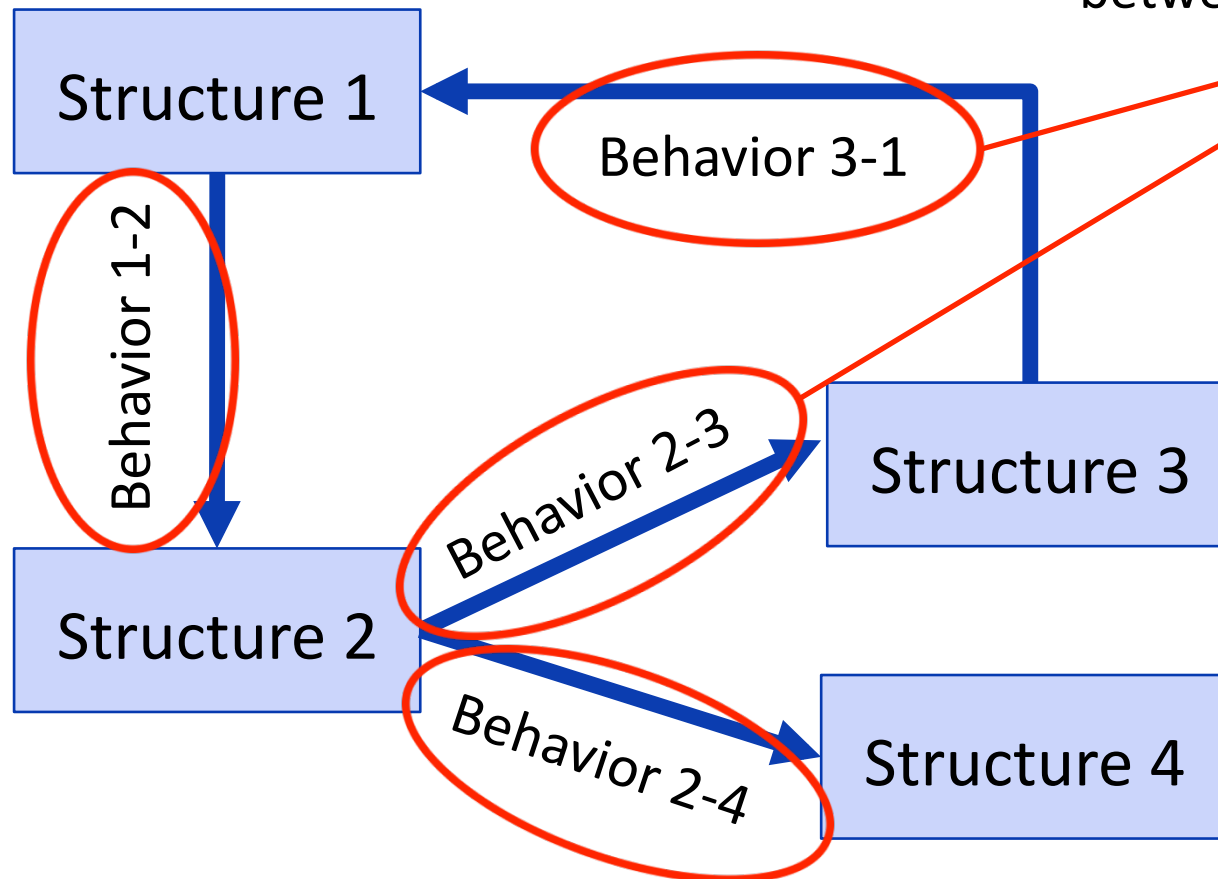 betwe
Structure 1
Behavior 3-1
Behavior 1-2
Behavior 2-3
Structure 3
Structure 2
Behavior 2-4
Structure 4